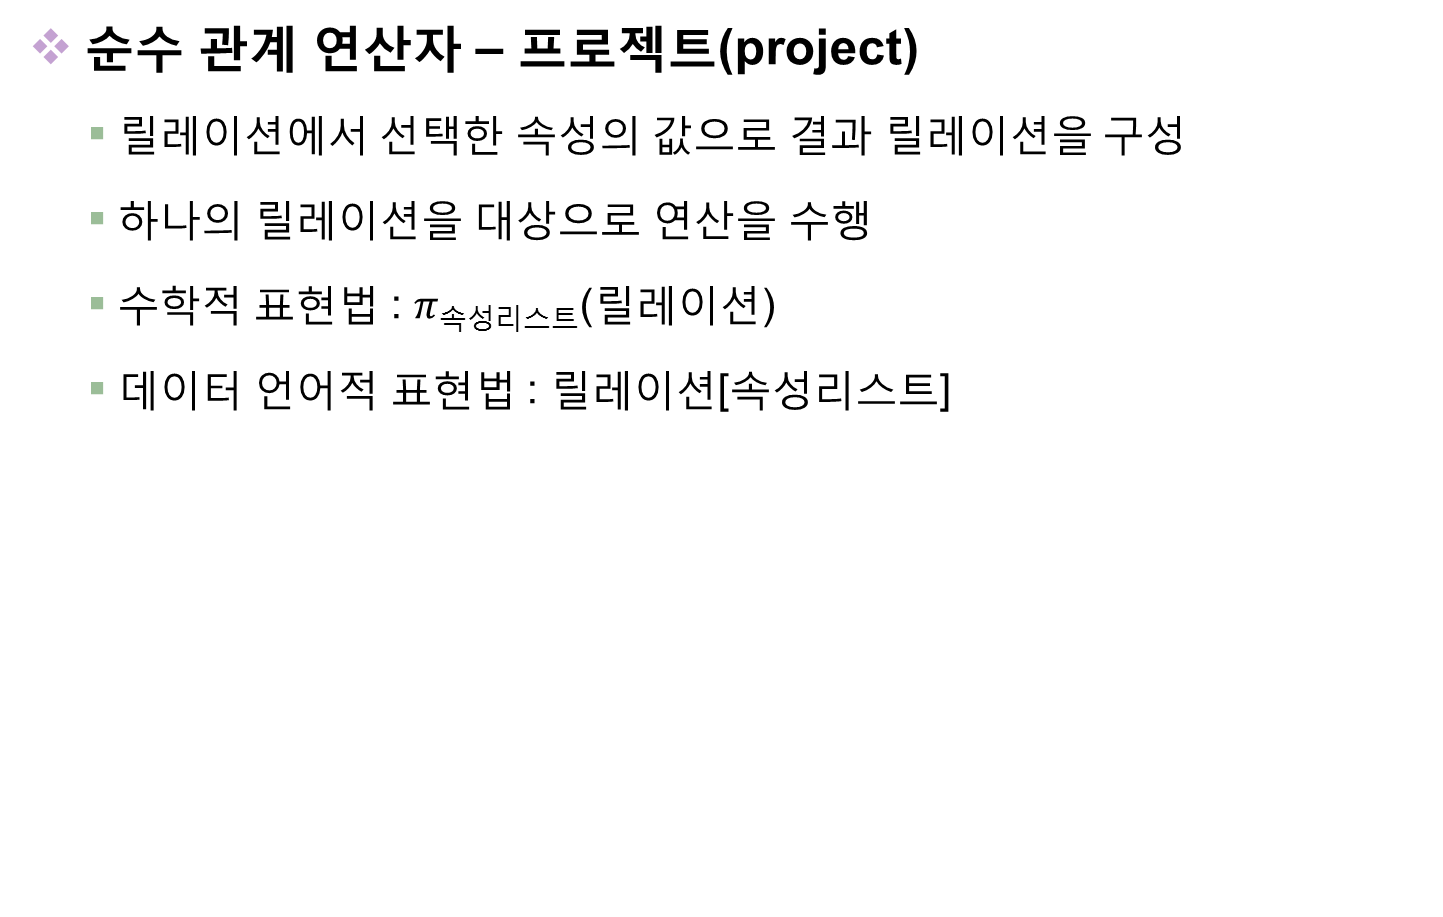 ❖ 순수 관계 연산자 – 프로젝트(project)
▪ 릴레이션에서 선택한 속성의 값으로 결과 릴레이션을 구성
▪ 하나의 릴레이션을 대상으로 연산을 수행
▪ 수학적 표현법 : π속성리스트(릴레이션)
▪ 데이터 언어적 표현법 : 릴레이션[속성리스트]